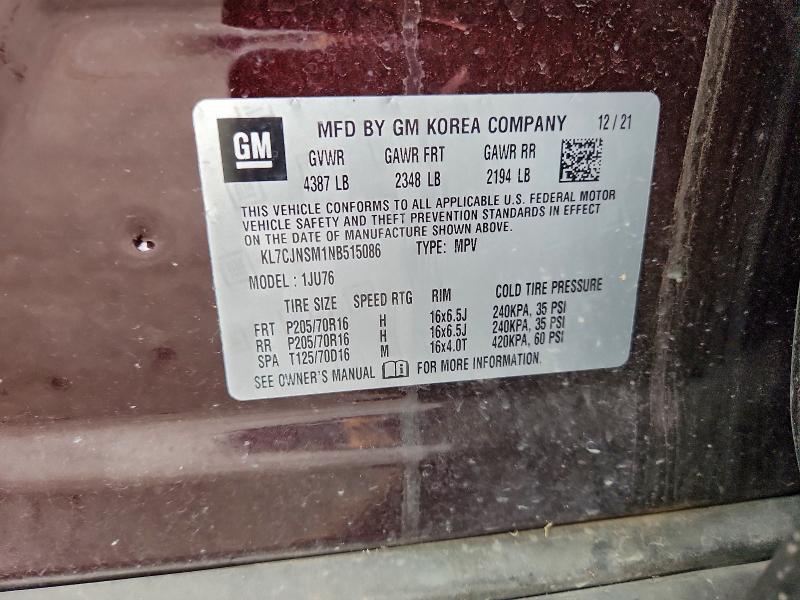 GM
MFD BY GM KOREA COMPANY 12/21
GVWR GAWR FRT GAWR RR
4387 LB 2348 LB 2194 LB
THIS VEHICLE CONFORMS TO ALL APPLICABLE U.S. FEDERAL MOTOR
VEHICLE SAFETY AND THEFT PREVENTION STANDARDS IN EFFECT
ON THE DATE OF MANUFACTURE SHOWN ABOVE.
KL7CJNSM1NB515086 TYPE: MPV
MODEL : 1JU76
TIRE SIZE SPEED RTG RIM COLD TIRE PRESSURE
FRT P205/70R16 H 16x6.5J 240KPA, 35 PSI
RR P205/70R16 H 16x6.5J 240KPA, 35 PSI
SPA T125/70D16 M 16x4.0T 420KPA, 60 PSI
SEE OWNER'S MANUAL FOR MORE INFORMATION.